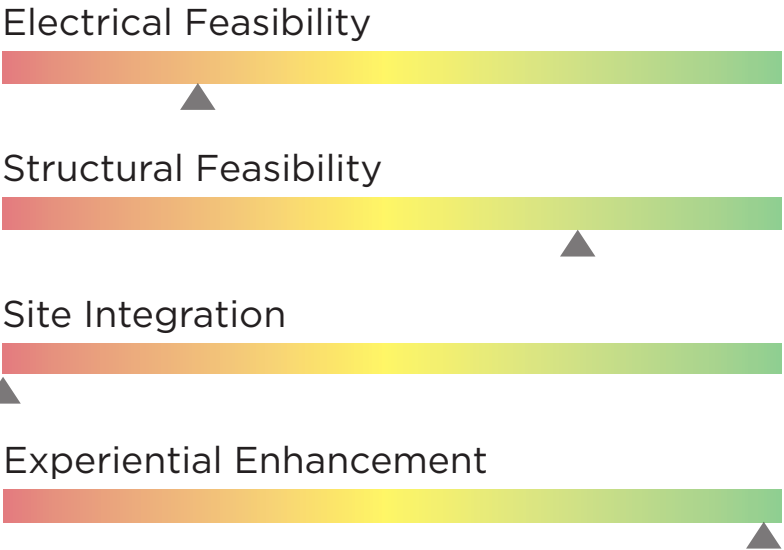 Electrical Feasibility
Structural Feasibility
Site Integration
Experiential Enhancement